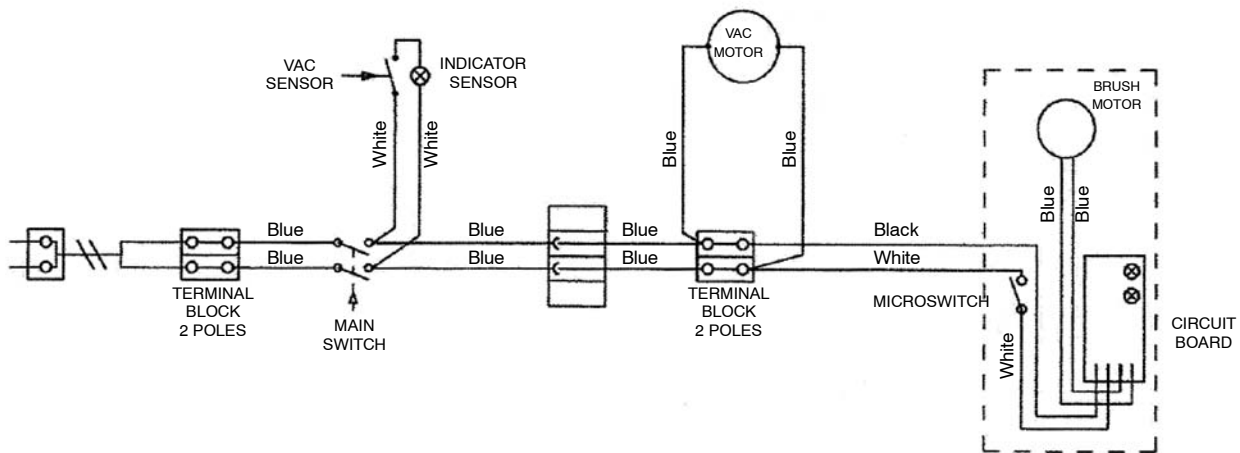 VAC
SENSOR
INDICATOR
SENSOR
White
White
VAC
MOTOR
Blue
Blue
BRUSH
MOTOR
Blue
Blue
Blue
Blue
Blue
Black
Blue
Blue
Blue
White
TERMINAL
BLOCK
2 POLES
MAIN
SWITCH
TERMINAL
BLOCK
2 POLES
MICROSWITCH
White
CIRCUIT
BOARD